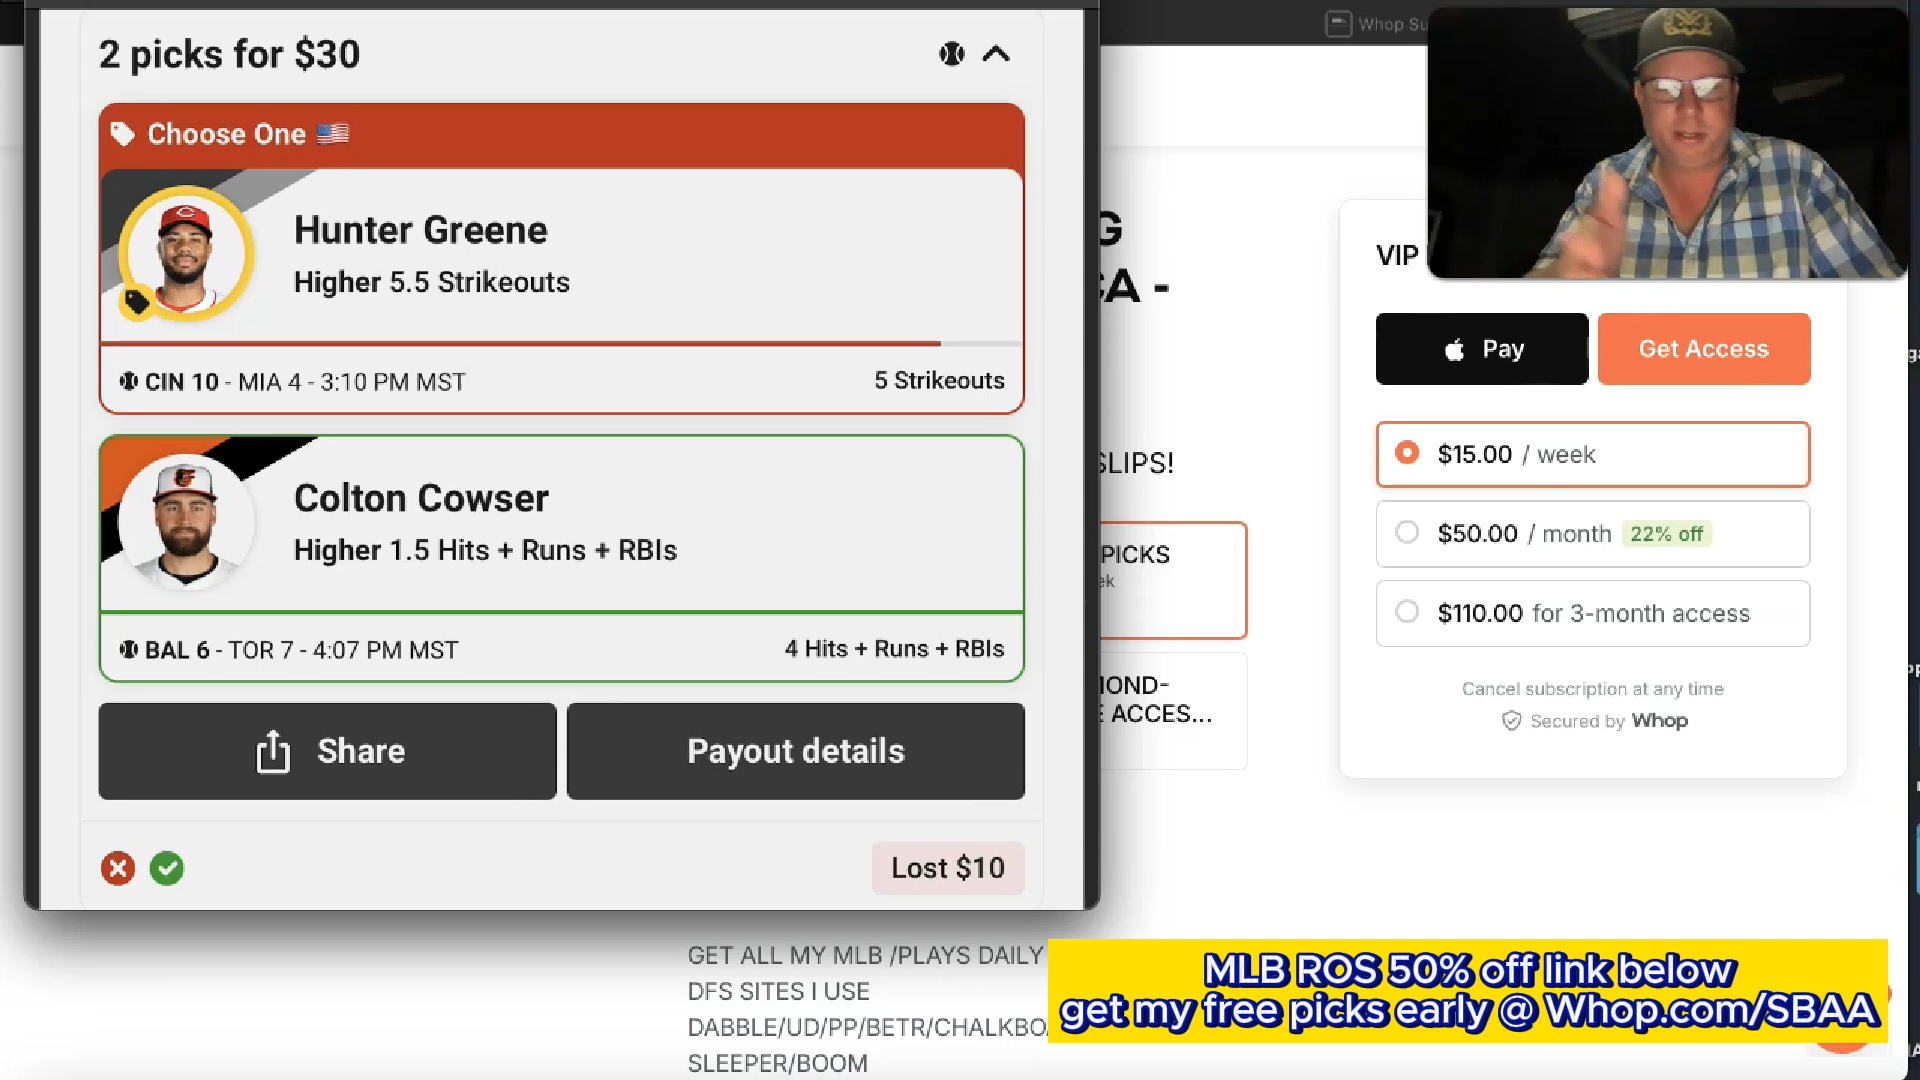 2 picks for $30
Choose One
Hunter Greene
Higher 5.5 Strikeouts
CIN 10 - MIA 4 - 3:10 PM MST
5 Strikeouts
Colton Cowser
Higher 1.5 Hits + Runs + RBIs
BAL 6 - TOR 7 - 4:07 PM MST
4 Hits + Runs + RBIs
Share
Payout details
Lost $10
Whop Su
SLIPS!
PICKS
ACCES...
VIP
Pay
Get Access
$15.00 / week
$50.00 / month 22% off
$110.00 for 3-month access
Cancel subscription at any time
Secured by Whop
GET ALL MY MLB /PLAYS DAILY
DFS SITES I USE
DABBLE/UD/PP/BETR/CHALKBO
SLEEPER/BOOM
MLB ROS 50% off link below
get my free picks early @ Whop.com/SBAA